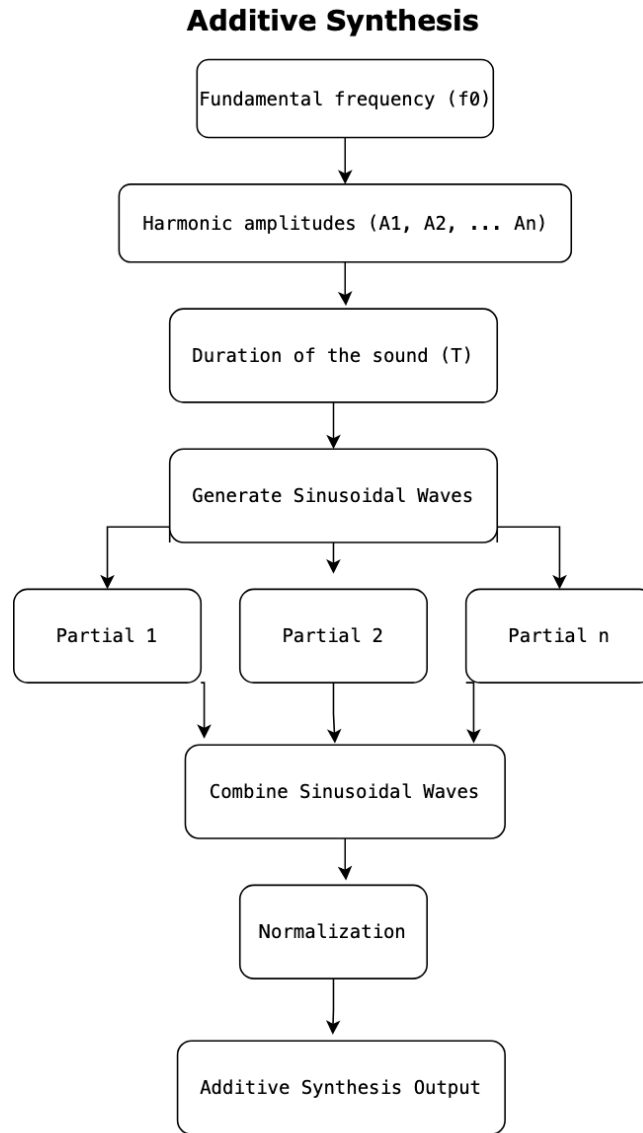 Additive Synthesis
Fundamental frequency (f0)
Harmonic amplitudes (A1, A2, ... An)
Duration of the sound (T)
Generate Sinusoidal Waves
Partial 1
Partial 2
Partial n
Combine Sinusoidal Waves
Normalization
Additive Synthesis Output